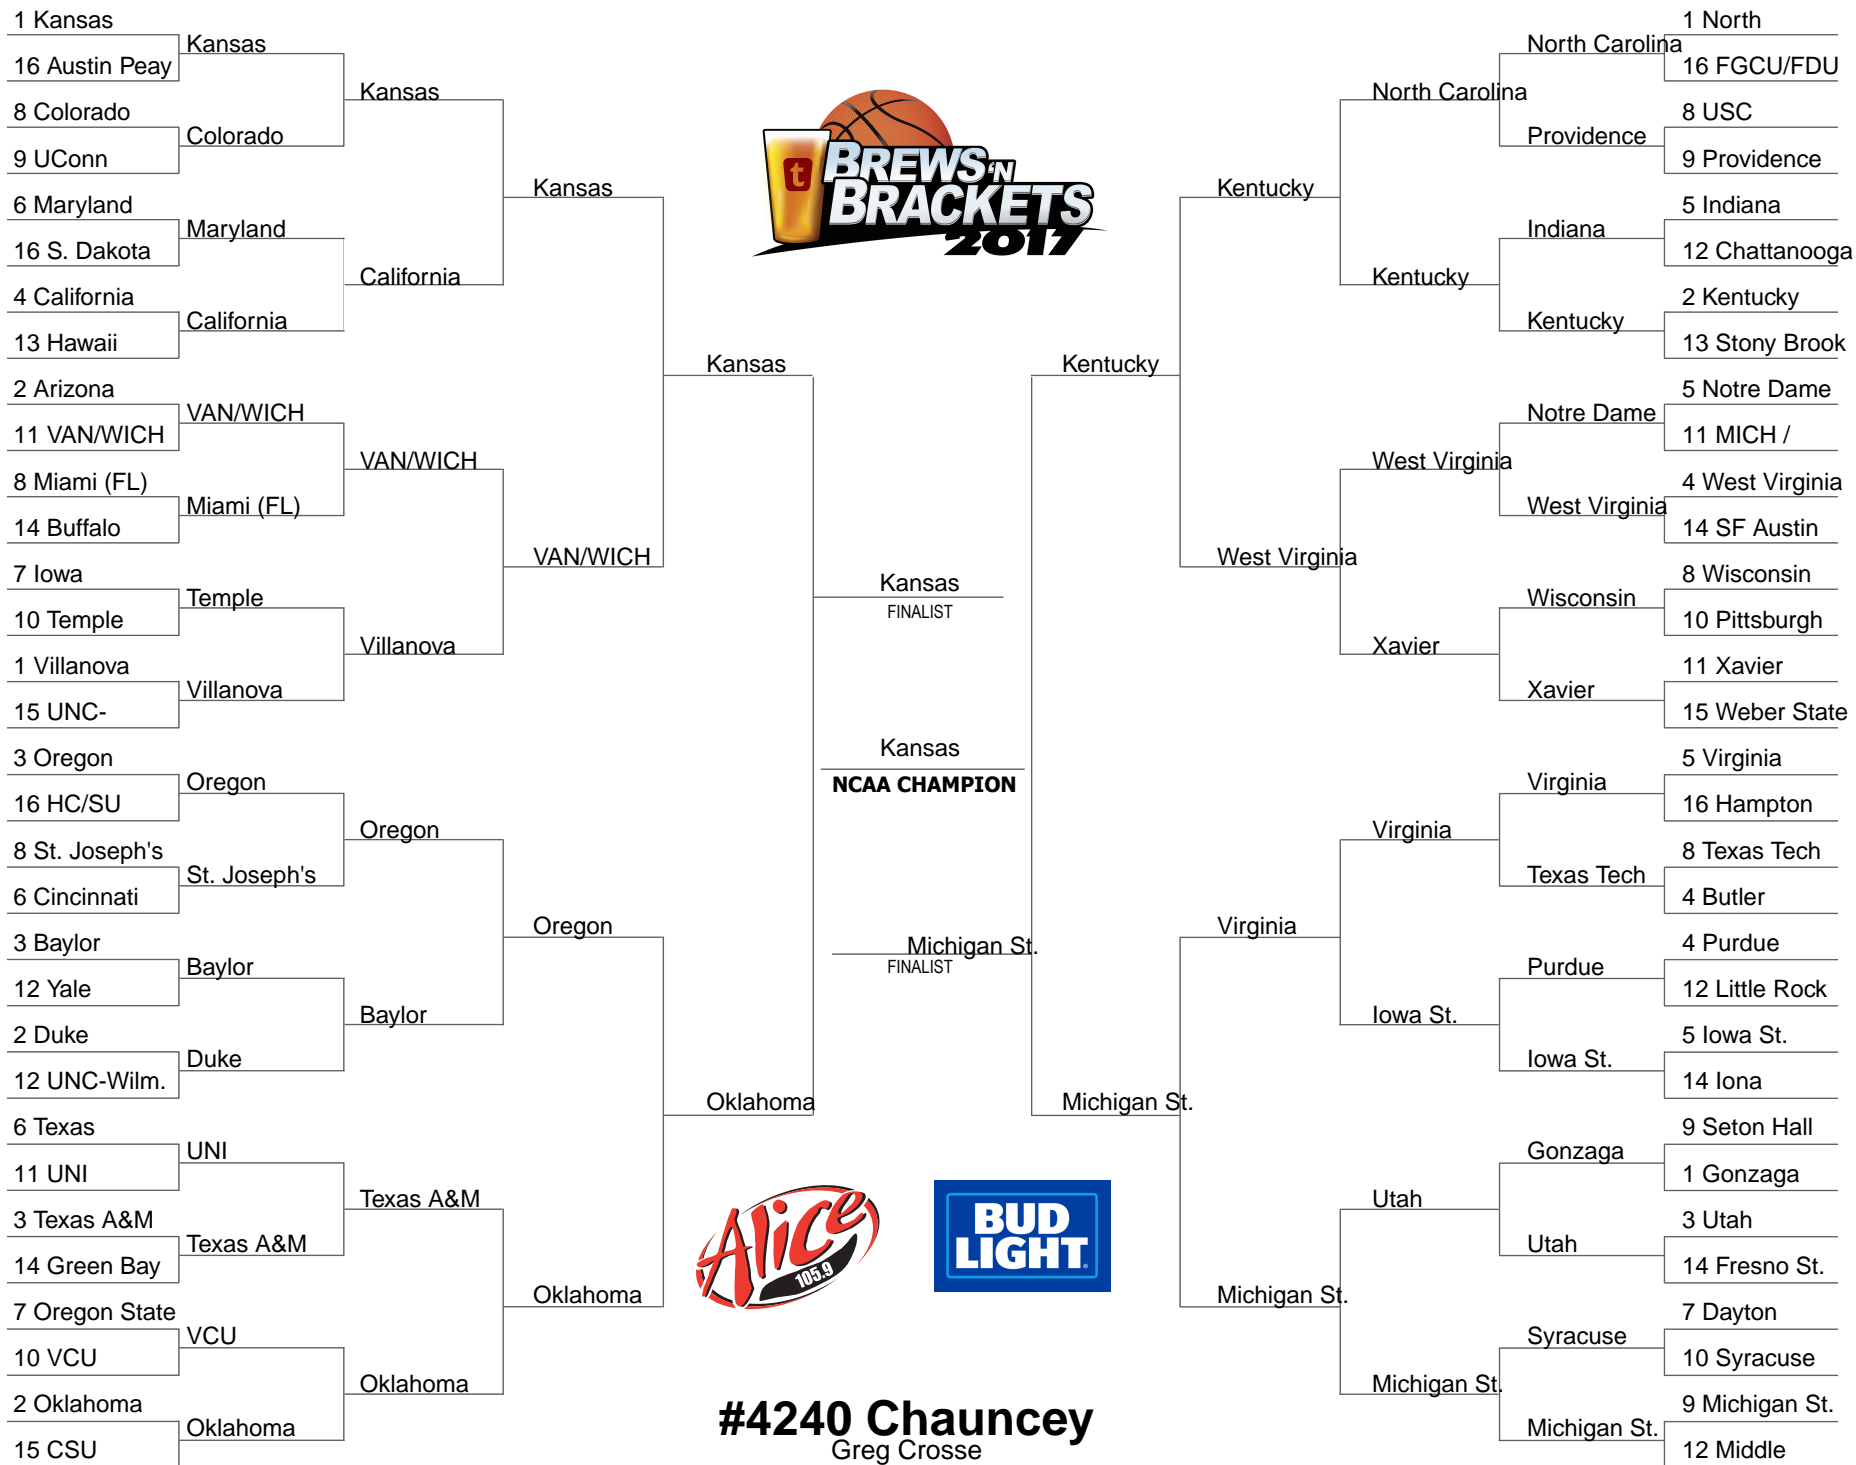 1 Kansas
16 Austin Peay
8 Colorado
9 UConn
6 Maryland
16 S. Dakota
4 California
13 Hawaii
2 Arizona
11 VAN/WICH
8 Miami (FL)
14 Buffalo
7 Iowa
10 Temple
1 Villanova
15 UNC-
3 Oregon
16 HC/SU
8 St. Joseph's
6 Cincinnati
3 Baylor
12 Yale
2 Duke
12 UNC-Wilm.
6 Texas
11 UNI
3 Texas A&M
14 Green Bay
7 Oregon State
10 VCU
2 Oklahoma
15 CSU
Kansas
Colorado
Maryland
California
VAN/WICH
Miami (FL)
Temple
Villanova
Oregon
St. Joseph's
Baylor
Duke
UNI
Texas A&M
VCU
Oklahoma
Kansas
California
VAN/WICH
Villanova
Oregon
Baylor
Texas A&M
Oklahoma
Kansas
VAN/WICH
Oregon
Oklahoma
Kansas
Oklahoma
t
BREWS 'N
BRACKETS
2017
Kansas
FINALIST
Kansas
NCAA CHAMPION
Michigan St.
FINALIST
Alice
105.9
BUD
LIGHT
#4240 Chauncey
Greg Crosse
Kentucky
Michigan St.
Kentucky
West Virginia
Virginia
Michigan St.
North Carolina
Kentucky
West Virginia
Xavier
Virginia
Iowa St.
Utah
Michigan St.
North Carolina
Providence
Indiana
Kentucky
Notre Dame
West Virginia
Wisconsin
Xavier
Virginia
Texas Tech
Purdue
Iowa St.
Gonzaga
Utah
Syracuse
Michigan St.
1 North
16 FGCU/FDU
8 USC
9 Providence
5 Indiana
12 Chattanooga
2 Kentucky
13 Stony Brook
5 Notre Dame
11 MICH /
4 West Virginia
14 SF Austin
8 Wisconsin
10 Pittsburgh
11 Xavier
15 Weber State
5 Virginia
16 Hampton
8 Texas Tech
4 Butler
4 Purdue
12 Little Rock
5 Iowa St.
14 Iona
9 Seton Hall
1 Gonzaga
3 Utah
14 Fresno St.
7 Dayton
10 Syracuse
9 Michigan St.
12 Middle